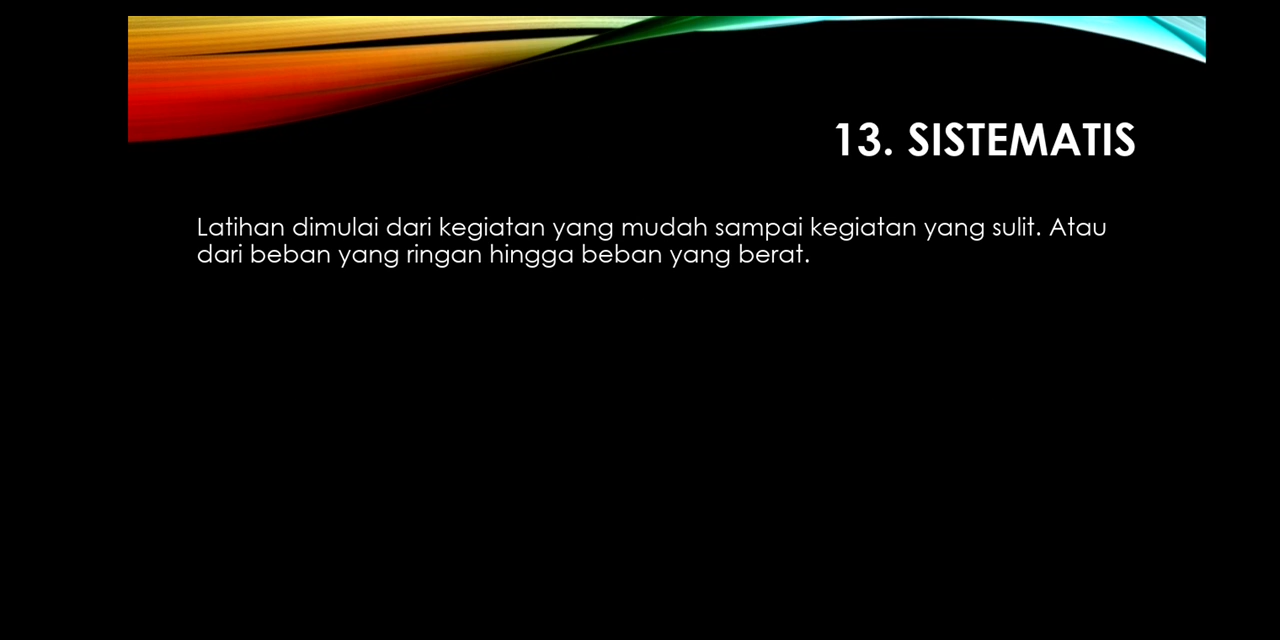 13. SISTEMATIS
Latihan dimulai dari kegiatan yang mudah sampai kegiatan yang sulit. Atau
dari beban yang ringan hingga beban yang berat.